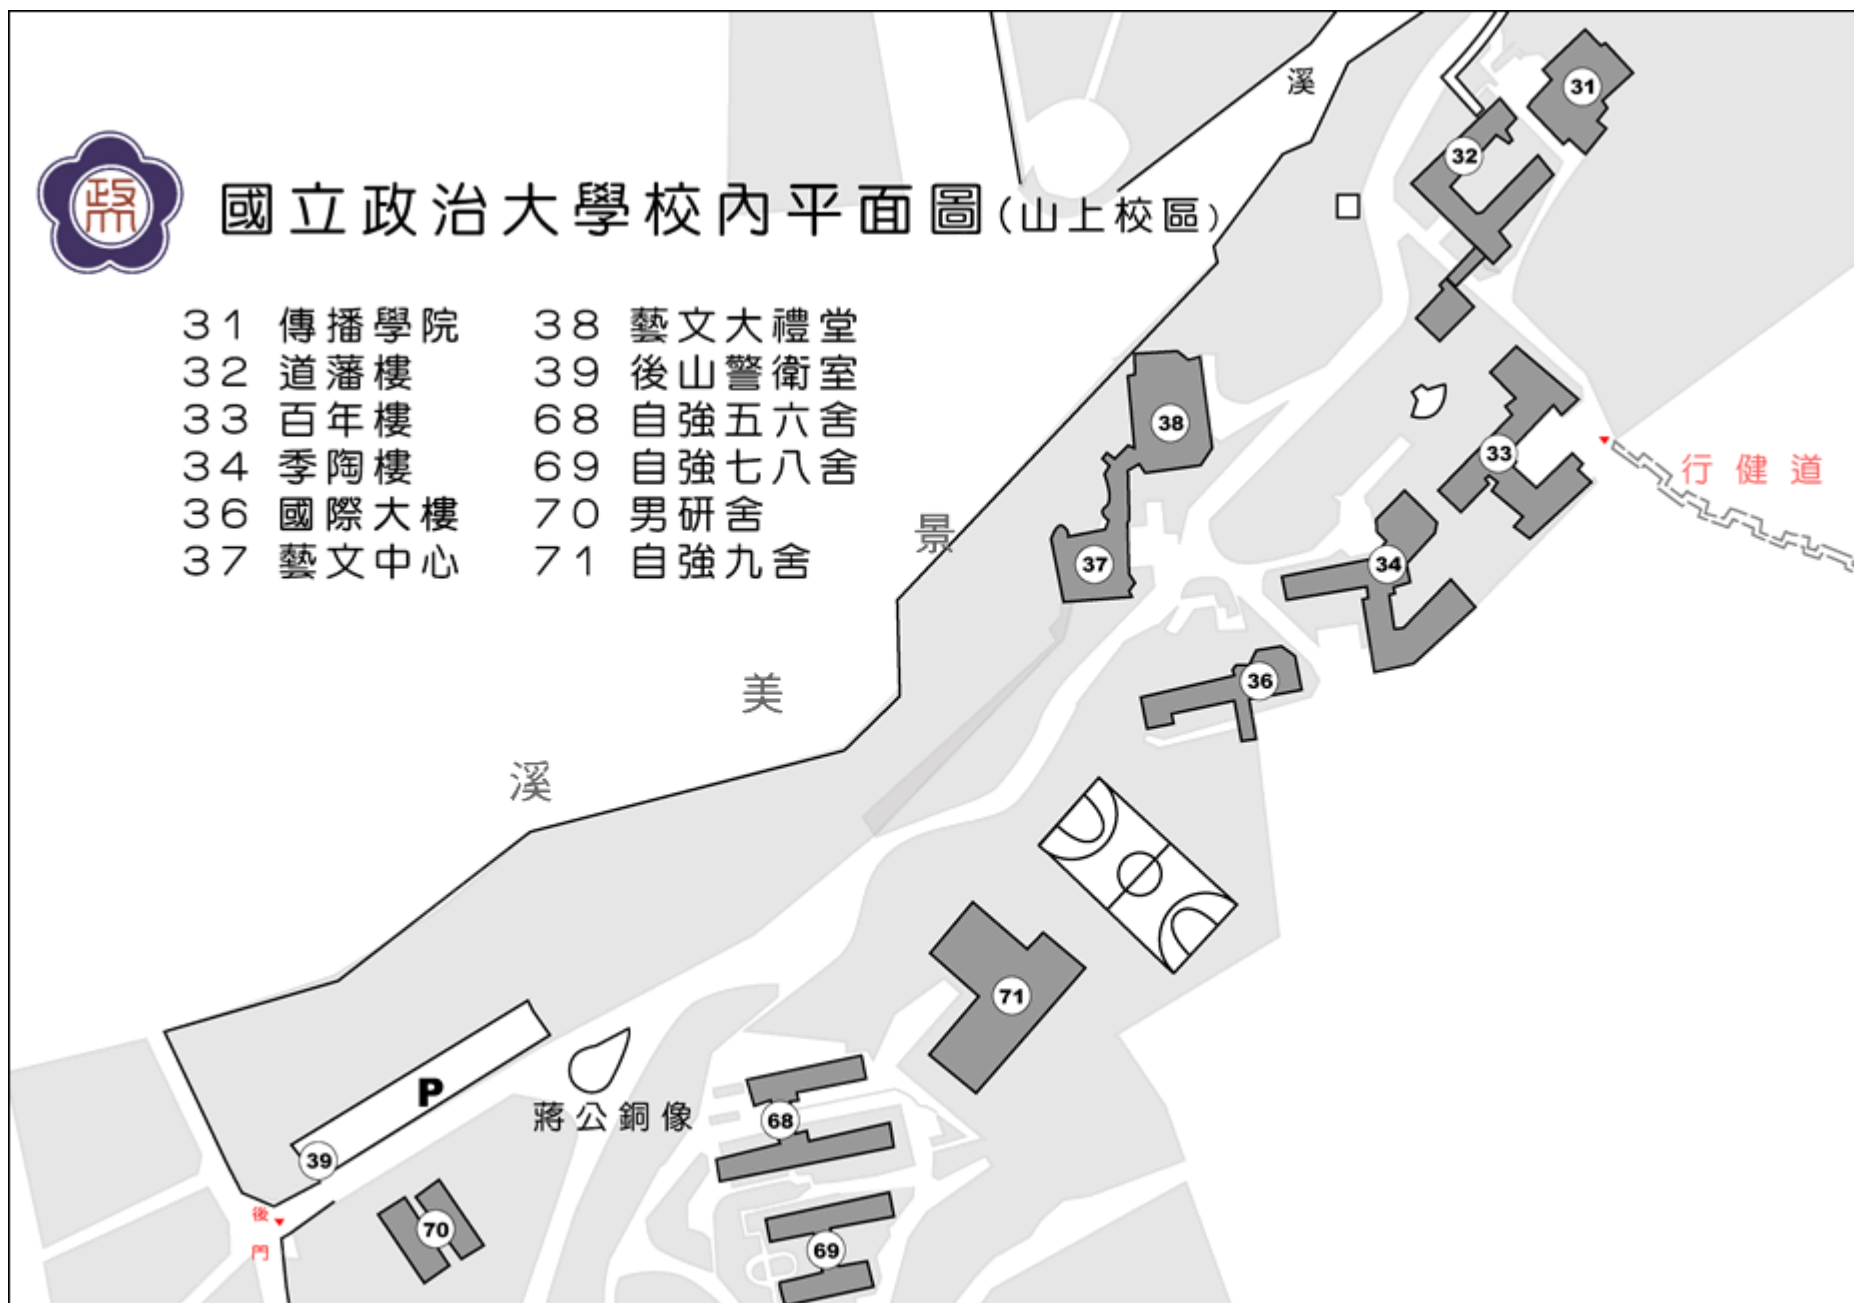 溪
政大
國立政治大學校內平面圖(山上校區)
31 傳播學院
32 道藩樓
33 百年樓
34 季陶樓
36 國際大樓
37 藝文中心
38 藝文大禮堂
39 後山警衛室
68 自強五六舍
69 自強七八舍
70 男研舍
71 自強九舍
31
32
38
33
行健道
景
37
34
美
36
溪
71
P
蔣公銅像
68
39
後門
70
69